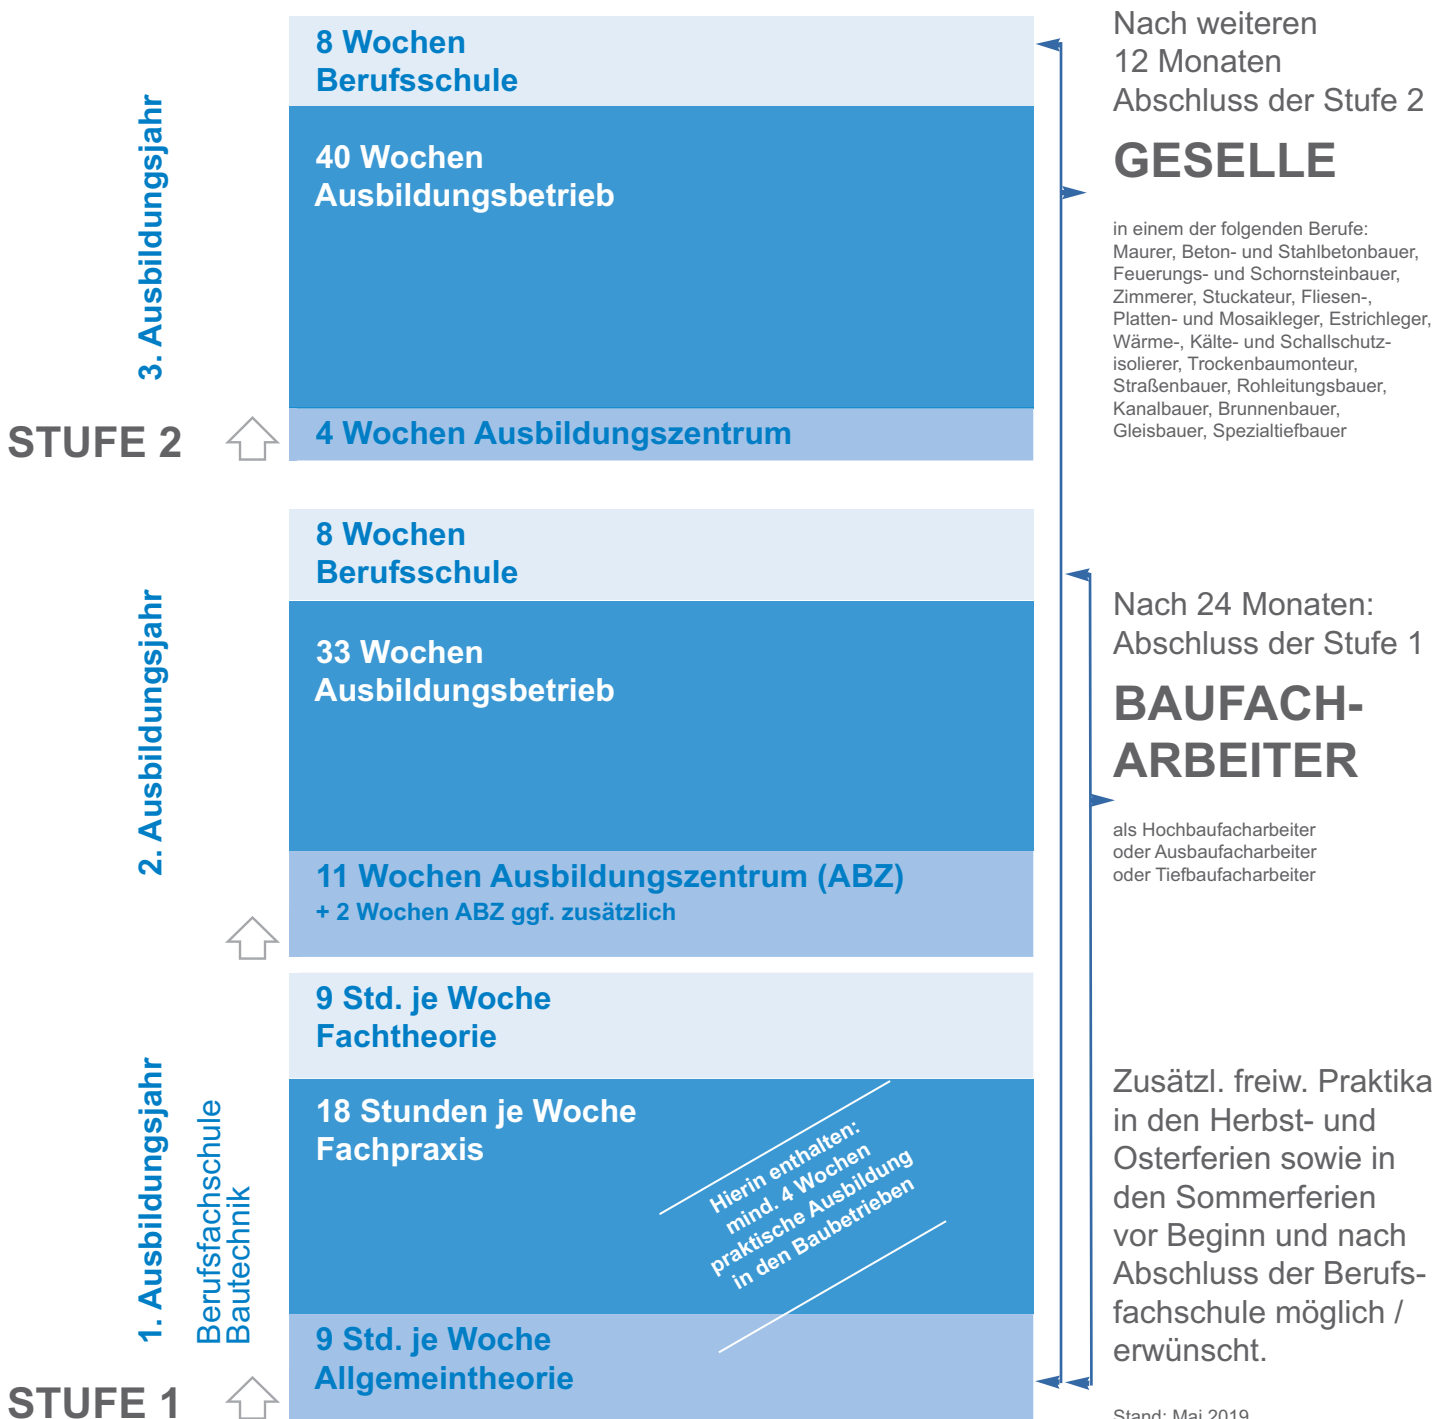 8 Wochen
Berufsschule
40 Wochen
Ausbildungsbetrieb
4 Wochen Ausbildungszentrum
3. Ausbildungsjahr
STUFE 2
Nach weiteren
12 Monaten
Abschluss der Stufe 2
GESELLE
in einem der folgenden Berufe:
Maurer, Beton- und Stahlbetonbauer,
Feuerungs- und Schornsteinbauer,
Zimmerer, Stuckateur, Fliesen-,
Platten- und Mosaikleger, Estrichleger,
Wärme-, Kälte- und Schallschutz-
isolierer, Trockenbaumonteur,
Straßenbauer, Rohleitungsbauer,
Kanalbauer, Brunnenbauer,
Gleisbauer, Spezialtiefbauer
8 Wochen
Berufsschule
33 Wochen
Ausbildungsbetrieb
11 Wochen Ausbildungszentrum (ABZ)
+ 2 Wochen ABZ ggf. zusätzlich
2. Ausbildungsjahr
Nach 24 Monaten:
Abschluss der Stufe 1
BAUFACH-
ARBEITER
als Hochbaufacharbeiter
oder Ausbaufacharbeiter
oder Tiefbaufacharbeiter
9 Std. je Woche
Fachtheorie
18 Stunden je Woche
Fachpraxis
Hierin enthalten:
mind. 4 Wochen
praktische Ausbildung
in den Baubetrieben
9 Std. je Woche
Allgemeintheorie
1. Ausbildungsjahr
Berufsfachschule
Bautechnik
STUFE 1
Zusätzl. freiw. Praktika
in den Herbst- und
Osterferien sowie in
den Sommerferien
vor Beginn und nach
Abschluss der Berufs-
fachschule möglich /
erwünscht.
Stand: Mai 2019